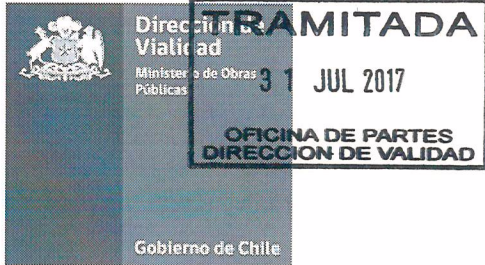 Dirección de
Vialidad
Ministerio de Obras
Públicas
Gobierno de Chile
TRAMITADA
31 JUL 2017
OFICINA DE PARTES
DIRECCION DE VALIDAD